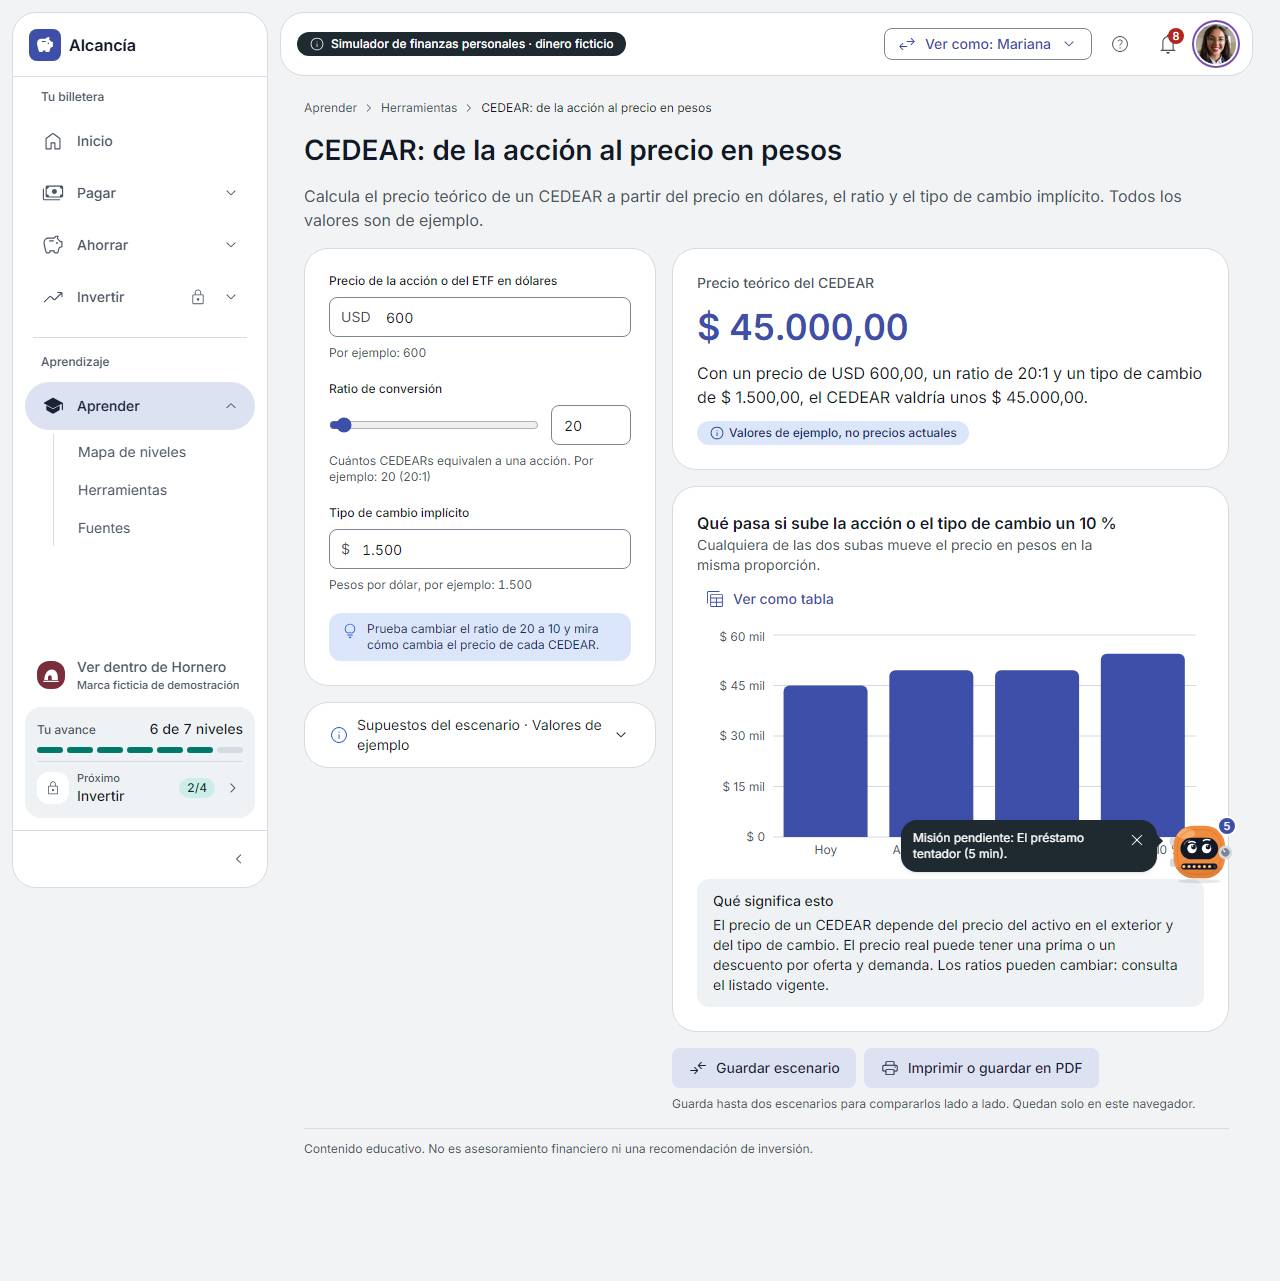 Alcancía
Simulador de finanzas personales · dinero ficticio
Ver como: Mariana
8
Tu billetera
Inicio
Pagar
Ahorrar
Invertir
Aprendizaje
Aprender
Mapa de niveles
Herramientas
Fuentes
Ver dentro de Hornero
Marca ficticia de demostración
Tu avance
6 de 7 niveles
Próximo
Invertir
2/4
Aprender
Herramientas
CEDEAR: de la acción al precio en pesos
CEDEAR: de la acción al precio en pesos
Calcula el precio teórico de un CEDEAR a partir del precio en dólares, el ratio y el tipo de cambio implícito. Todos los
valores son de ejemplo.
Precio de la acción o del ETF en dólares
USD 600
Por ejemplo: 600
Ratio de conversión
20
Cuántos CEDEARs equivalen a una acción. Por
ejemplo: 20 (20:1)
Tipo de cambio implícito
$ 1.500
Pesos por dólar, por ejemplo: 1.500
Prueba cambiar el ratio de 20 a 10 y mira
cómo cambia el precio de cada CEDEAR.
Supuestos del escenario · Valores de
ejemplo
Precio teórico del CEDEAR
$ 45.000,00
Con un precio de USD 600,00, un ratio de 20:1 y un tipo de cambio
de $ 1.500,00, el CEDEAR valdría unos $ 45.000,00.
Valores de ejemplo, no precios actuales
Qué pasa si sube la acción o el tipo de cambio un 10 %
Cualquiera de las dos subas mueve el precio en pesos en la
misma proporción.
Ver como tabla
$ 60 mil
$ 45 mil
$ 30 mil
$ 15 mil
$ 0
Hoy
Misión pendiente: El préstamo
tentador (5 min).
5
Qué significa esto
El precio de un CEDEAR depende del precio del activo en el exterior y
del tipo de cambio. El precio real puede tener una prima o un
descuento por oferta y demanda. Los ratios pueden cambiar: consulta
el listado vigente.
Guardar escenario
Imprimir o guardar en PDF
Guarda hasta dos escenarios para compararlos lado a lado. Quedan solo en este navegador.
Contenido educativo. No es asesoramiento financiero ni una recomendación de inversión.